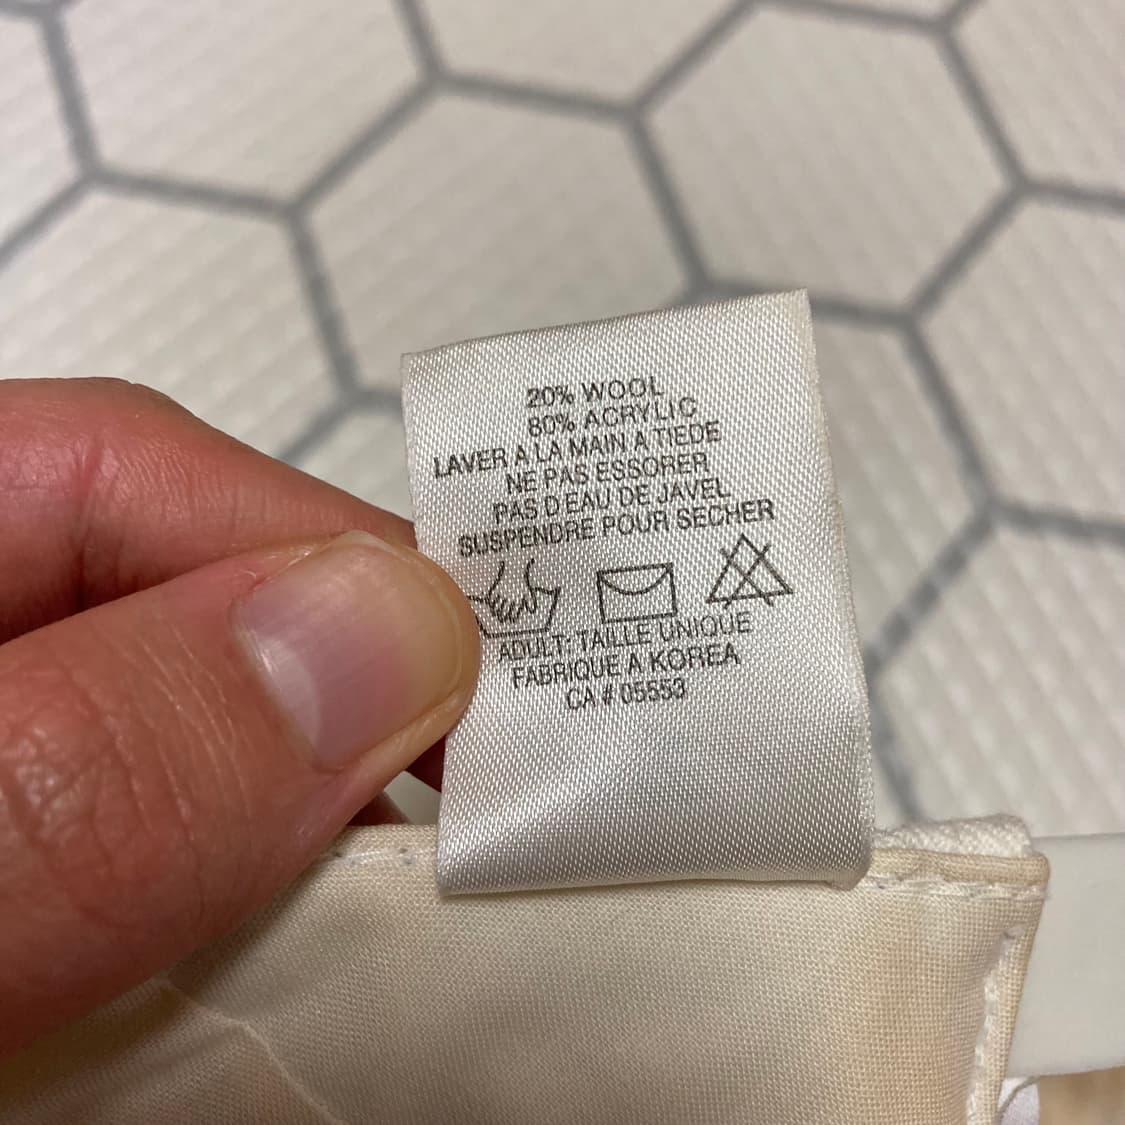 20% WOOL
80% ACRYLIC
LAVER A LA MAIN A TIEDE
NE PAS ESSORER
PAS D'EAU DE JAVEL
SUSPENDRE POUR SECHER
ADULT: TAILLE UNIQUE
FABRIQUE A KOREA
CA # 05553